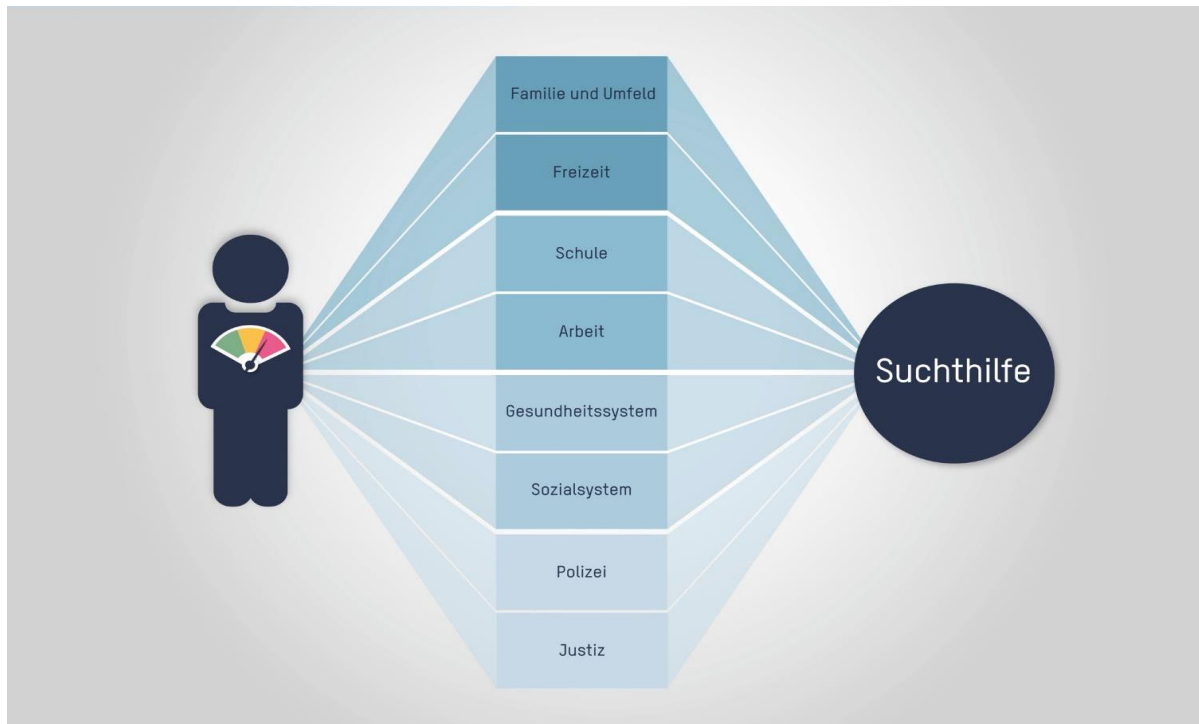 Familie und Umfeld
Freizeit
Schule
Arbeit
Gesundheitssystem
Sozialsystem
Polizei
Justiz
Suchthilfe